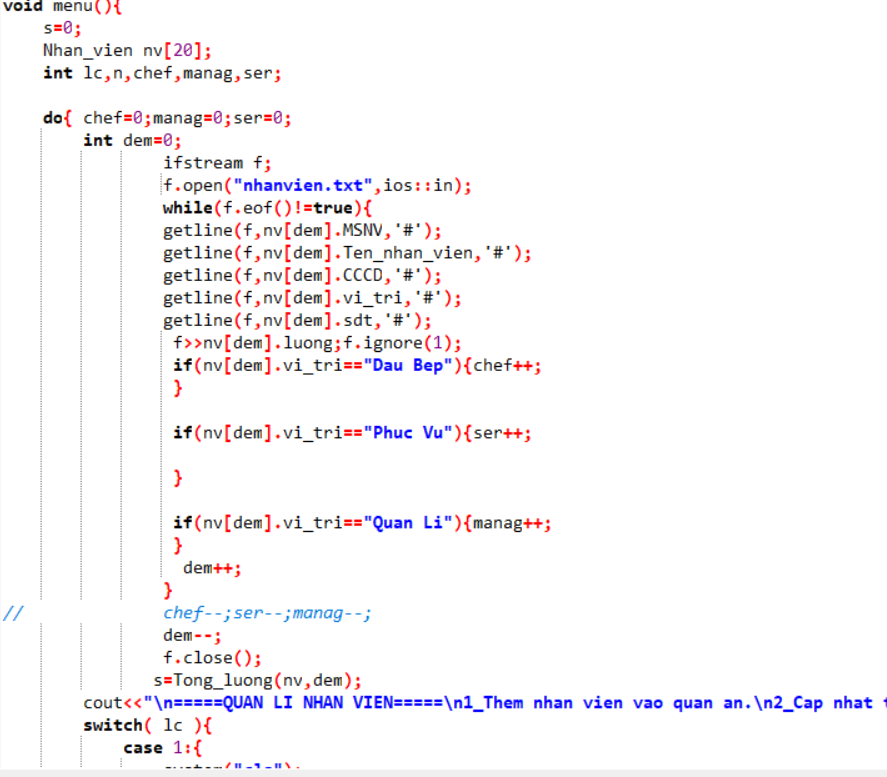 void menu(){
s=0;
Nhan_vien nv[20];
int lc,n,chef,manag,ser;
do{ chef=0;manag=0;ser=0;
int dem=0;
ifstream f;
f.open("nhanvien.txt",ios::in);
while(f.eof()!=true){
getline(f,nv[dem].MSNV,'#');
getline(f,nv[dem].Ten_nhan_vien,'#');
getline(f,nv[dem].CCCD,'#');
getline(f,nv[dem].vi_tri,'#');
getline(f,nv[dem].sdt,'#');
f>>nv[dem].luong;f.ignore(1);
if(nv[dem].vi_tri=="Dau Bep"){chef++;
}
if(nv[dem].vi_tri=="Phuc Vu"){ser++;
}
if(nv[dem].vi_tri=="Quan Li"){manag++;
}
dem++;
}
// chef--;ser--;manag--;
dem--;
f.close();
s=Tong_luong(nv,dem);
cout<<"\n=====QUAN LI NHAN VIEN=====\n1_Them nhan vien vao quan an.\n2_Cap nhat
switch( lc ){
case 1:{